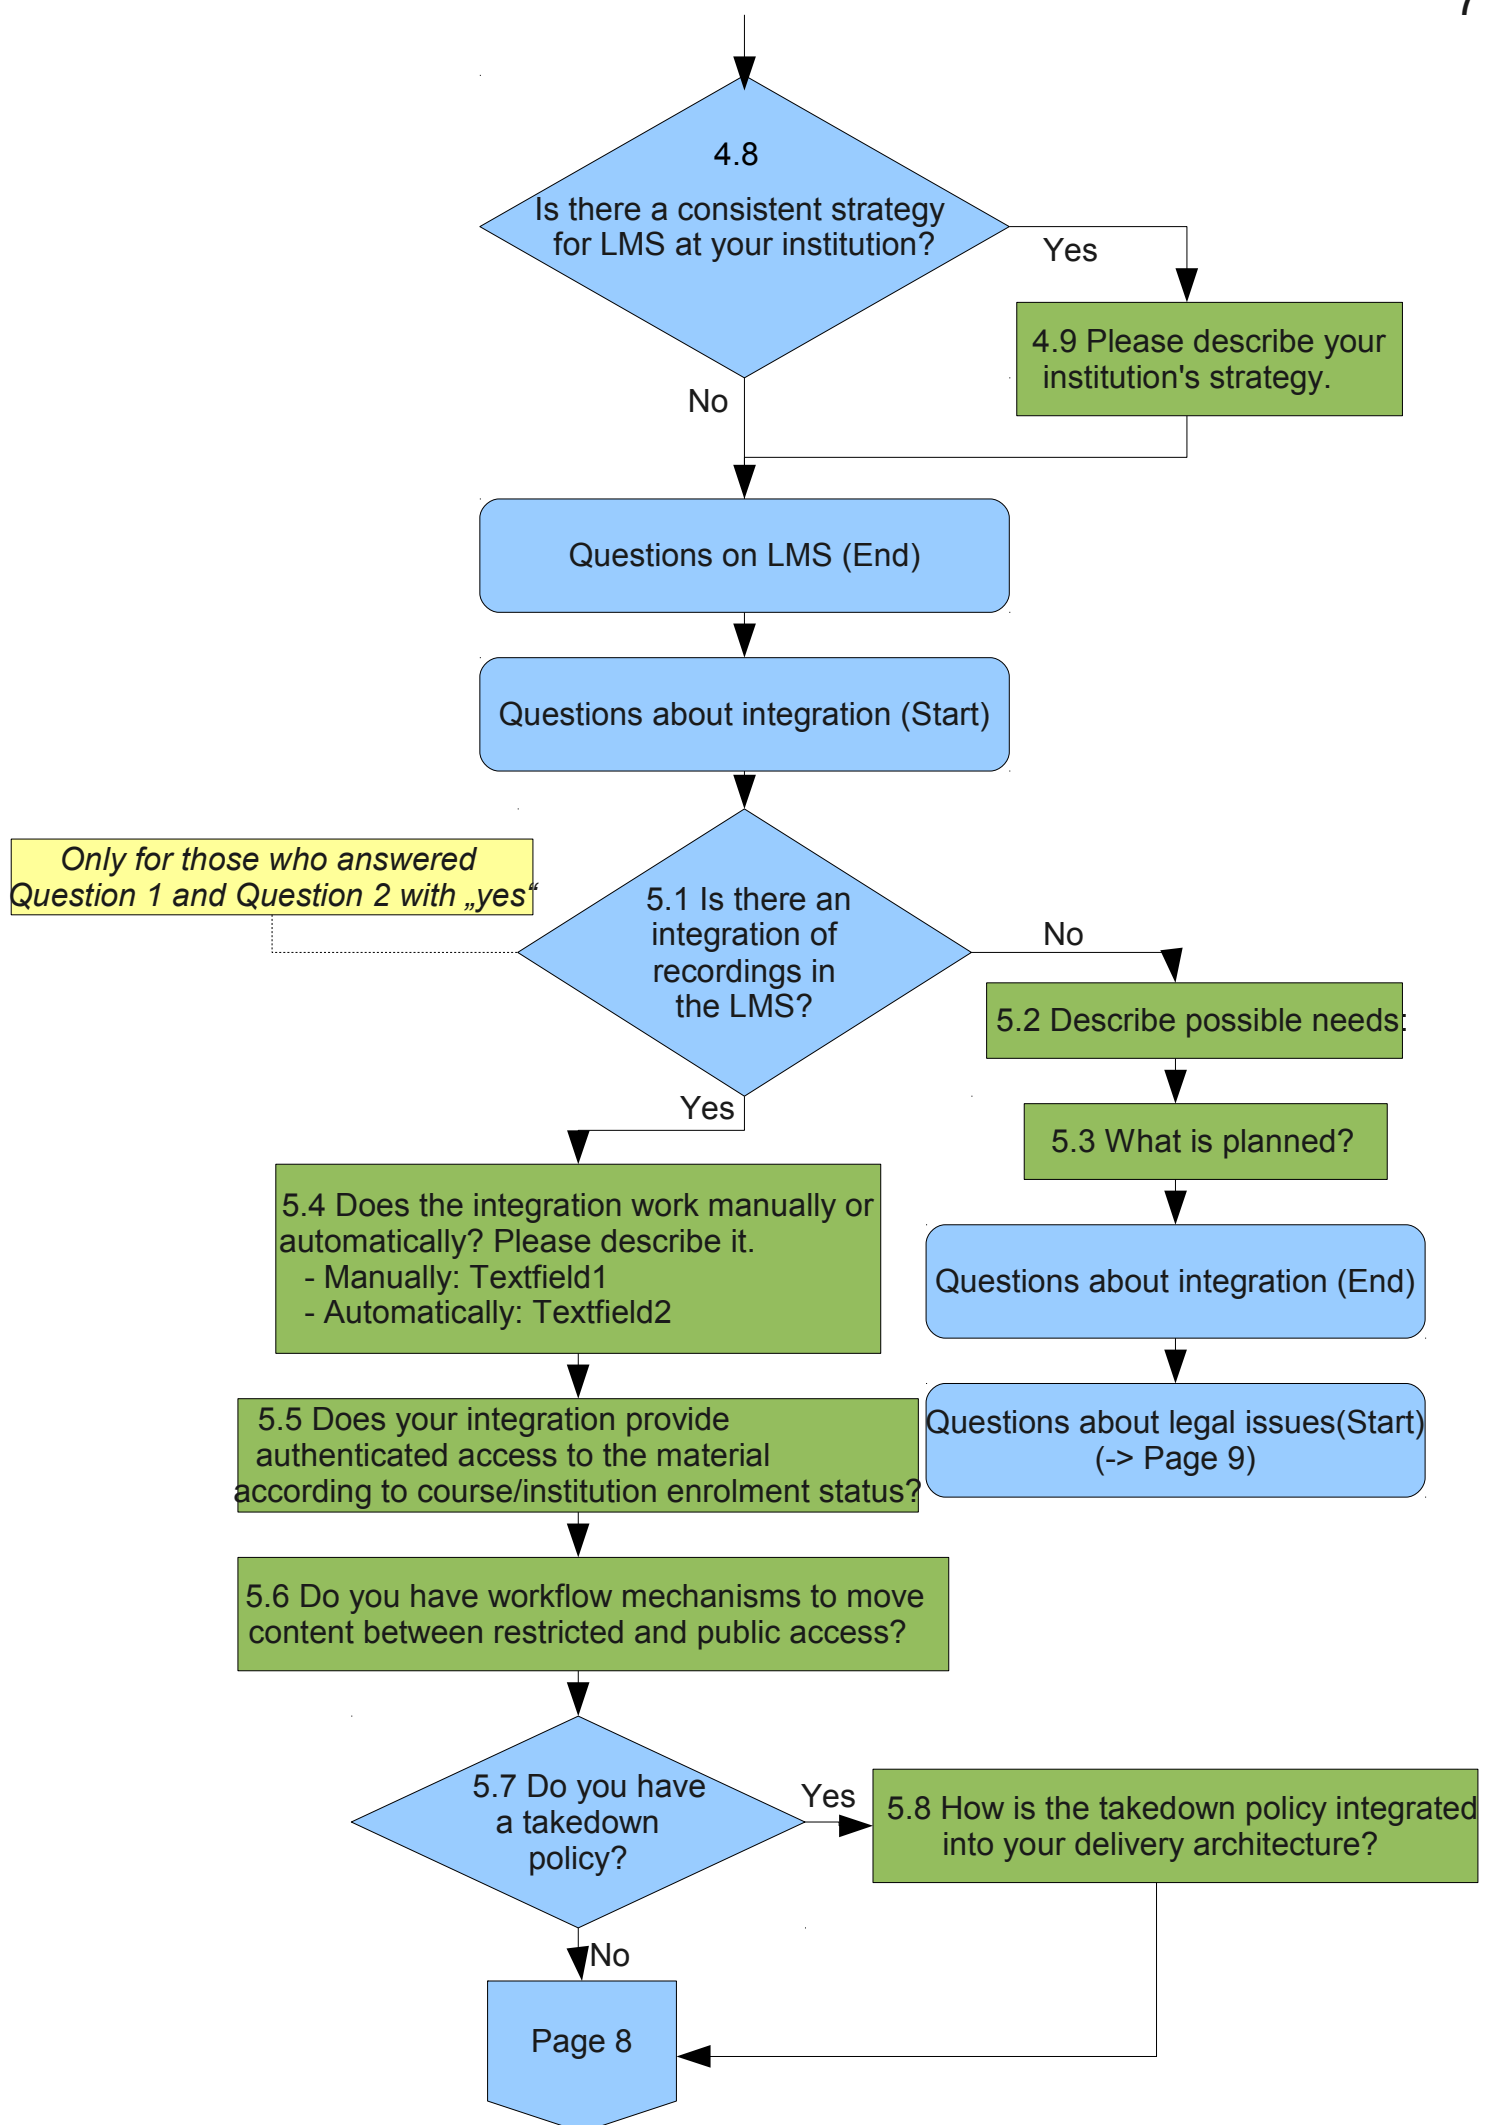 7
4.8
Is there a consistent strategy
for LMS at your institution?
Yes
4.9 Please describe your
institution's strategy.
No
Questions on LMS (End)
Questions about integration (Start)
Only for those who answered
Question 1 and Question 2 with „yes“
5.1 Is there an
integration of
recordings in
the LMS?
No
5.2 Describe possible needs:
5.3 What is planned?
Questions about integration (End)
Questions about legal issues(Start)
(-> Page 9)
Yes
5.4 Does the integration work manually or
automatically? Please describe it.
- Manually: Textfield1
- Automatically: Textfield2
5.5 Does your integration provide
authenticated access to the material
according to course/institution enrolment status?
5.6 Do you have workflow mechanisms to move
content between restricted and public access?
5.7 Do you have
a takedown
policy?
Yes
5.8 How is the takedown policy integrated
into your delivery architecture?
No
Page 8